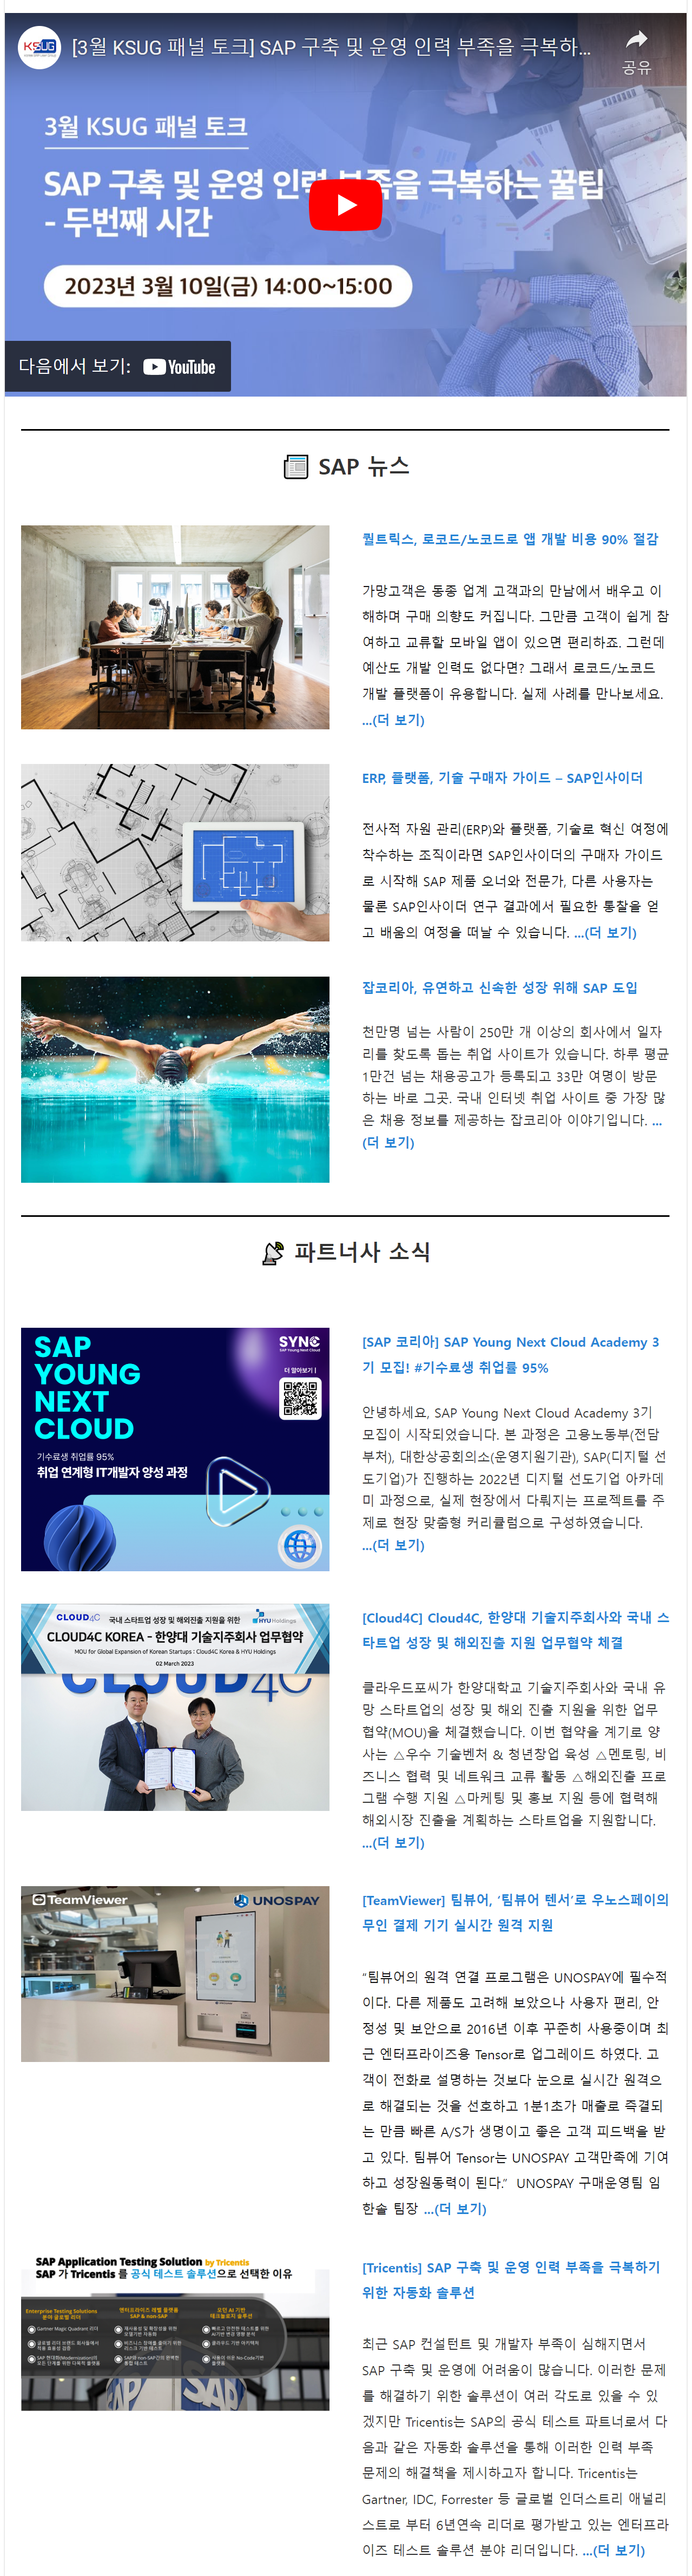 KSUG
[3월 KSUG 패널 토크] SAP 구축 및 운영 인력 부족을 극복하...
공유
3월 KSUG 패널 토크
SAP 구축 및 운영 인력 부족을 극복하는 꿀팁
- 두번째 시간
2023년 3월 10일(금) 14:00~15:00
다음에서 보기: YouTube
SAP 뉴스
퀄트릭스, 로코드/노코드로 앱 개발 비용 90% 절감
가망고객은 동종 업계 고객과의 만남에서 배우고 이
해하며 구매 의향도 커집니다. 그만큼 고객이 쉽게 참
여하고 교류할 모바일 앱이 있으면 편리하죠. 그런데
예산도 개발 인력도 없다면? 그래서 로코드/노코드
개발 플랫폼이 유용합니다. 실제 사례를 만나보세요.
...(더 보기)
ERP, 플랫폼, 기술 구매자 가이드 – SAP인사이더
전사적 자원 관리(ERP)와 플랫폼, 기술로 혁신 여정에
착수하는 조직이라면 SAP인사이더의 구매자 가이드
로 시작해 SAP 제품 오너와 전문가, 다른 사용자는
물론 SAP인사이더 연구 결과에서 필요한 통찰을 얻
고 배움의 여정을 떠날 수 있습니다. ...(더 보기)
잡코리아, 유연하고 신속한 성장 위해 SAP 도입
천만명 넘는 사람이 250만 개 이상의 회사에서 일자
리를 찾도록 돕는 취업 사이트가 있습니다. 하루 평균
1만건 넘는 채용공고가 등록되고 33만 여명이 방문
하는 바로 그곳. 국내 인터넷 취업 사이트 중 가장 많
은 채용 정보를 제공하는 잡코리아 이야기입니다. ...
(더 보기)
파트너사 소식
SAP
YOUNG
NEXT
CLOUD
SYNC
SAP Young Next Cloud
더 알아보기 |
기수료생 취업률 95%
취업 연계형 IT개발자 양성 과정
[SAP 코리아] SAP Young Next Cloud Academy 3
기 모집! #기수료생 취업률 95%
안녕하세요, SAP Young Next Cloud Academy 3기
모집이 시작되었습니다. 본 과정은 고용노동부(전담
부처), 대한상공회의소(운영지원기관), SAP(디지털 선
도기업)가 진행하는 2022년 디지털 선도기업 아카데
미 과정으로, 실제 현장에서 다뤄지는 프로젝트를 주
제로 현장 맞춤형 커리큘럼으로 구성하였습니다.
...(더 보기)
CLOUD4C 국내 스타트업 성장 및 해외진출 지원을 위한 HYU Holdings
CLOUD4C KOREA - 한양대 기술지주회사 업무협약
MOU for Global Expansion of Korean Startups : Cloud4C Korea & HYU Holdings
02 March 2023
CLOUD4C
[Cloud4C] Cloud4C, 한양대 기술지주회사와 국내 스
타트업 성장 및 해외진출 지원 업무협약 체결
클라우드포씨가 한양대학교 기술지주회사와 국내 유
망 스타트업의 성장 및 해외 진출 지원을 위한 업무
협약(MOU)을 체결했습니다. 이번 협약을 계기로 양
사는 △우수 기술벤처 & 청년창업 육성 △멘토링, 비
즈니스 협력 및 네트워크 교류 활동 △해외진출 프로
그램 수행 지원 △마케팅 및 홍보 지원 등에 협력해
해외시장 진출을 계획하는 스타트업을 지원합니다.
...(더 보기)
TeamViewer
UNOSPAY
[TeamViewer] 팀뷰어, ‘팀뷰어 텐서’로 우노스페이의
무인 결제 기기 실시간 원격 지원
“팀뷰어의 원격 연결 프로그램은 UNOSPAY에 필수적
이다. 다른 제품도 고려해 보았으나 사용자 편리, 안
정성 및 보안으로 2016년 이후 꾸준히 사용중이며 최
근 엔터프라이즈용 Tensor로 업그레이드 하였다. 고
객이 전화로 설명하는 것보다 눈으로 실시간 원격으
로 해결되는 것을 선호하고 1분1초가 매출로 즉결되
는 만큼 빠른 A/S가 생명이고 좋은 고객 피드백을 받
고 있다. 팀뷰어 Tensor는 UNOSPAY 고객만족에 기여
하고 성장원동력이 된다.” UNOSPAY 구매운영팀 임
한솔 팀장 ...(더 보기)
SAP Application Testing Solution by Tricentis
SAP 가 Tricentis 를 공식 테스트 솔루션으로 선택한 이유
Enterprise Testing Solutions
분야 글로벌 리더
Gartner Magic Quadrant 리더
엔터프라이즈 레벨 플랫폼
SAP & non-SAP
모던 AI 기반
테크놀로지 솔루션
[Tricentis] SAP 구축 및 운영 인력 부족을 극복하기
위한 자동화 솔루션
최근 SAP 컨설턴트 및 개발자 부족이 심해지면서
SAP 구축 및 운영에 어려움이 많습니다. 이러한 문제
를 해결하기 위한 솔루션이 여러 각도로 있을 수 있
겠지만 Tricentis는 SAP의 공식 테스트 파트너로서 다
음과 같은 자동화 솔루션을 통해 이러한 인력 부족
문제의 해결책을 제시하고자 합니다. Tricentis는
Gartner, IDC, Forrester 등 글로벌 인더스트리 애널리
스트로 부터 6년연속 리더로 평가받고 있는 엔터프라
이즈 테스트 솔루션 분야 리더입니다. ...(더 보기)